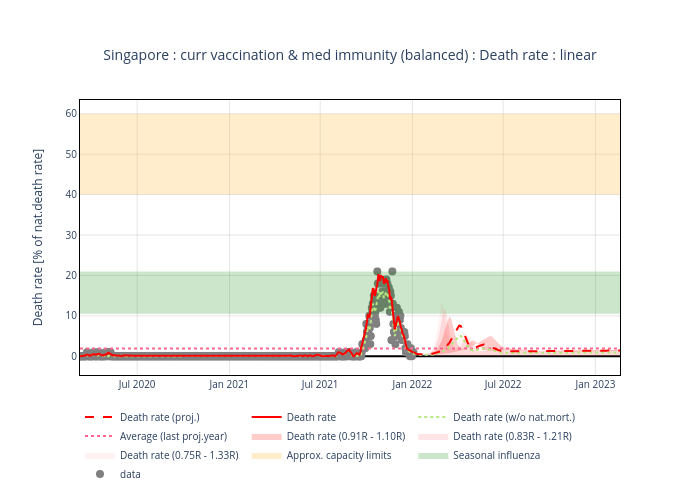 Singapore : curr vaccination & med immunity (balanced) : Death rate : linear
Death rate [% of nat.death rate]
60
50
40
30
20
10
0
Jul 2020 Jan 2021 Jul 2021 Jan 2022 Jul 2022 Jan 2023
Death rate (proj.) Death rate Death rate (w/o nat.mort.)
Average (last proj.year) Death rate (0.91R - 1.10R) Death rate (0.83R - 1.21R)
Death rate (0.75R - 1.33R) Approx. capacity limits Seasonal influenza
data